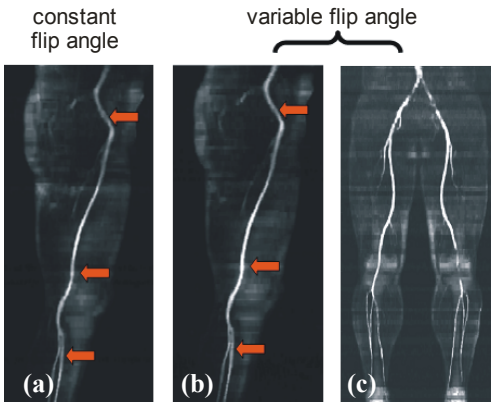 constant
flip angle
variable flip angle
(a)
(b)
(c)